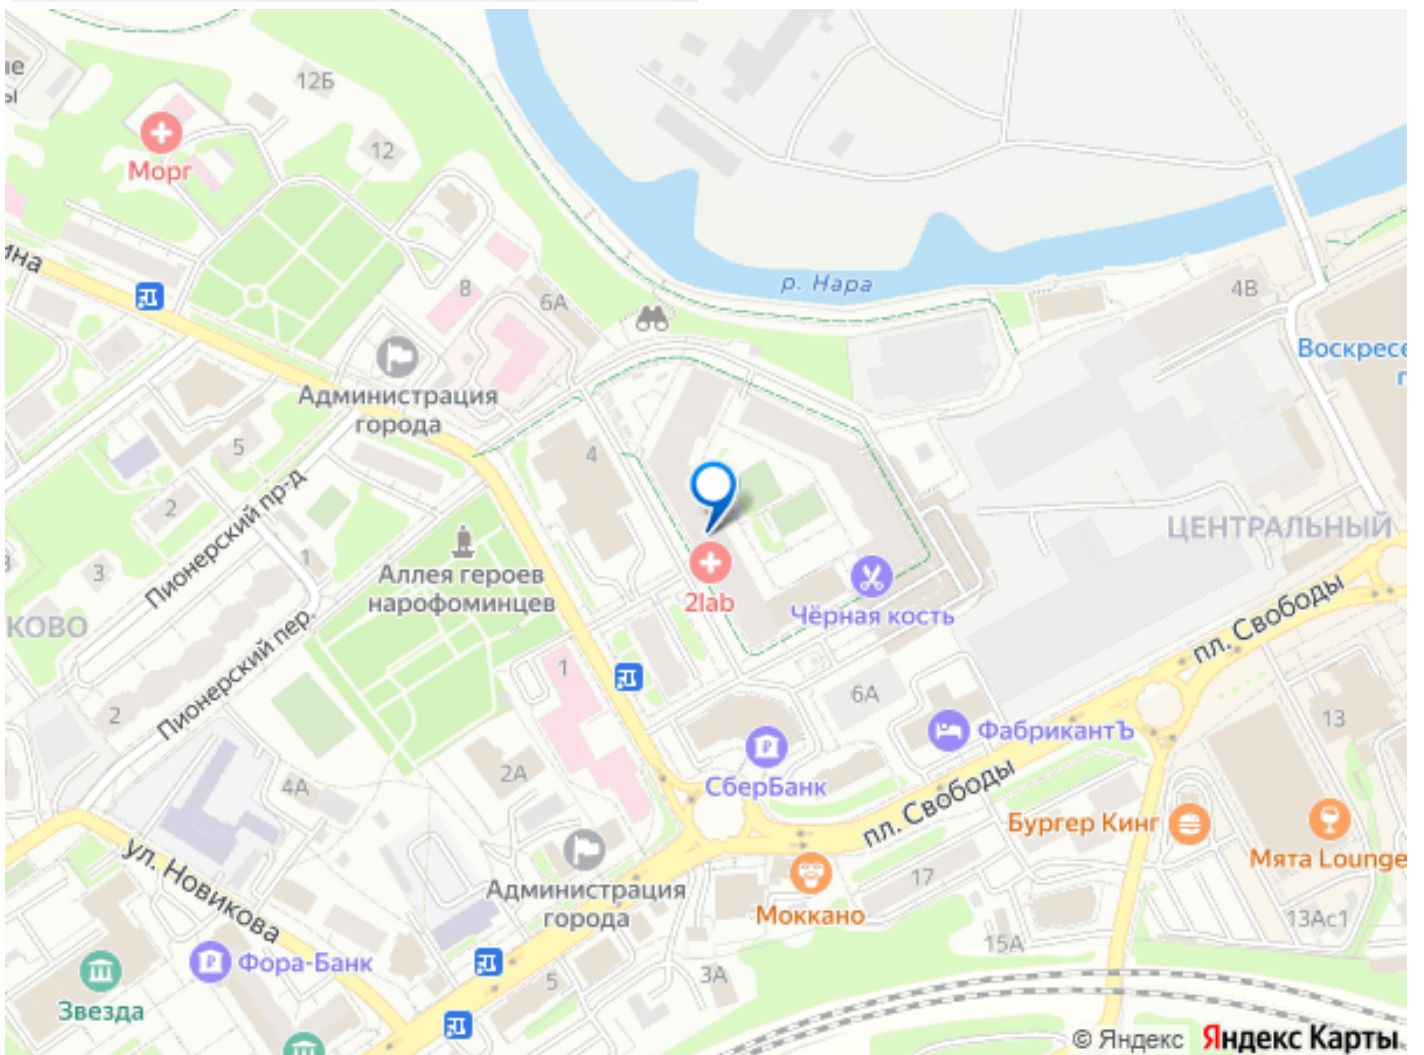 12Б
12
Морг
р. Нара
8
6А
4В
Администрация
города
4
5
2
Пионерский пр-д
3
1
Аллея героев
нарофоминцев
2lab
Чёрная кость
ЦЕНТРАЛЬНЫЙ
пл. Свободы
Пионерский пер.
2
1
6А
13
ФабрикантЪ
СберБанк
4А
2А
пл. Свободы
Бургер Кинг
Мята Lounge
ул. Новикова
Администрация
города
Моккано
17
13Ас1
15А
Фора-Банк
Звезда
5
3А
© Яндекс Яндекс Карты